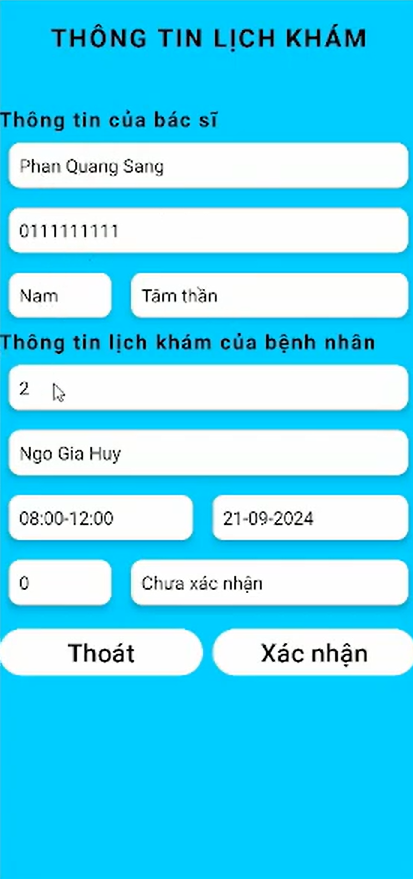 THÔNG TIN LỊCH KHÁM
Thông tin của bác sĩ
Phan Quang Sang
0111111111
Nam Tâm thần
Thông tin lịch khám của bệnh nhân
2
Ngo Gia Huy
08:00-12:00 21-09-2024
0 Chưa xác nhận
Thoát Xác nhận